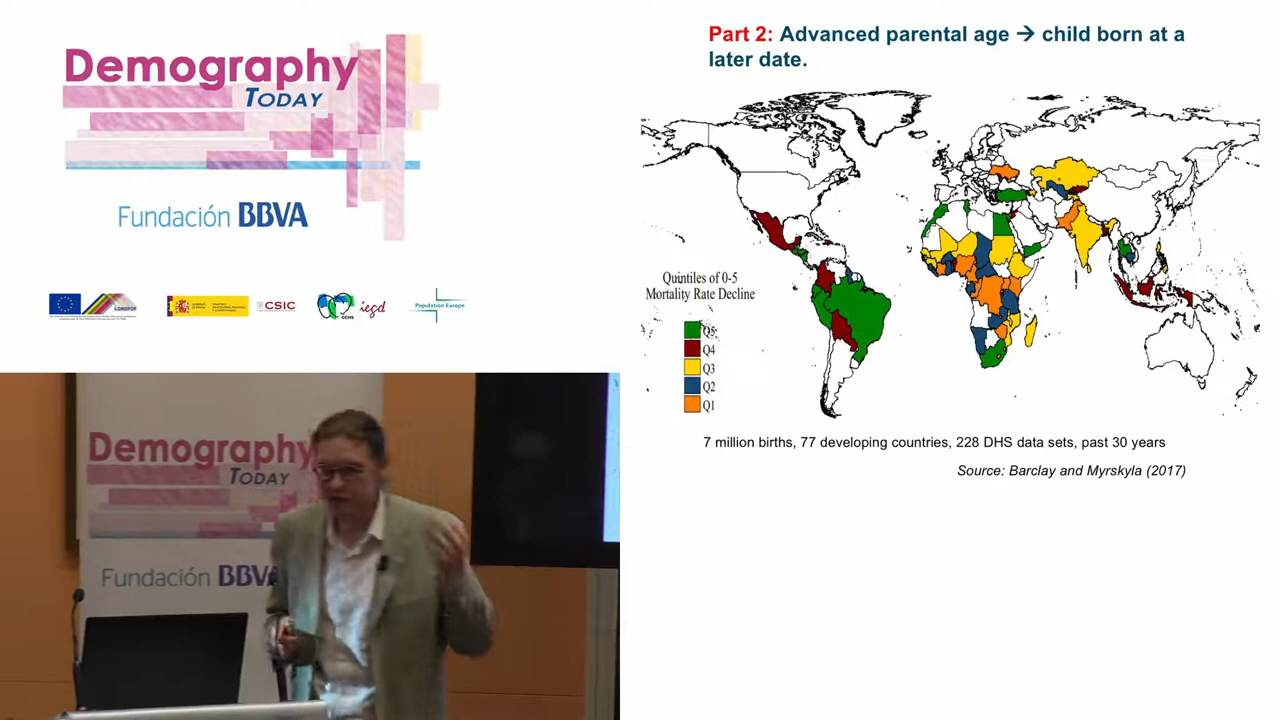 Demography
TODAY
Fundación BBVA
CSIC
CCHS
iegd
Population Europe
Demography
TODAY
Fundación BBVA
Part 2: Advanced parental age → child born at a
later date.
Quintiles of 0-5
Mortality Rate Decline
Q5
Q4
Q3
Q2
Q1
7 million births, 77 developing countries, 228 DHS data sets, past 30 years
Source: Barclay and Myrskyla (2017)